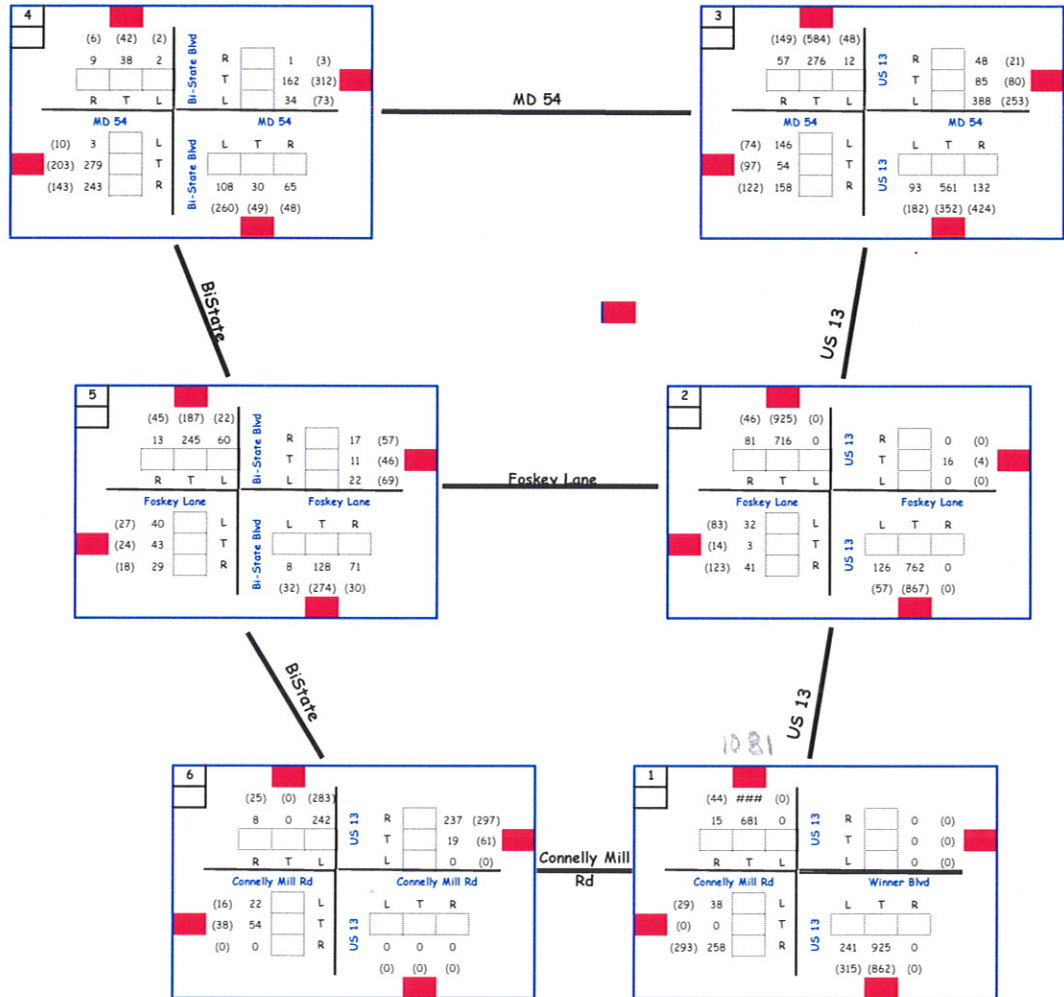 4
(6) (42) (2)
9 38 2
R T L
Bi-State Blvd
R 1 (3)
T 162 (312)
L 34 (73)
MD 54
MD 54
(10) 3 L
(203) 279 T
(143) 243 R
Bi-State Blvd
L T R
108 30 65
(260) (49) (48)
MD 54
3
(149) (584) (48)
57 276 12
R T L
US 13
R 48 (21)
T 85 (80)
L 388 (253)
MD 54
MD 54
(74) 146 L
(97) 54 T
(122) 158 R
US 13
L T R
93 561 132
(182) (352) (424)
BiState
US 13
5
(45) (187) (22)
13 245 60
R T L
Bi-State Blvd
R 17 (57)
T 11 (46)
L 22 (69)
Foskey Lane
Foskey Lane
(27) 40 L
(24) 43 T
(18) 29 R
Bi-State Blvd
L T R
8 128 71
(32) (274) (30)
Foskey Lane
2
(46) (925) (0)
81 716 0
R T L
US 13
R 0 (0)
T 16 (4)
L 0 (0)
Foskey Lane
Foskey Lane
(83) 32 L
(14) 3 T
(123) 41 R
US 13
L T R
126 762 0
(57) (867) (0)
BiState
US 13
1081
6
(25) (0) (283)
8 0 242
R T L
US 13
R 237 (297)
T 19 (61)
L 0 (0)
Connelly Mill Rd
Connelly Mill Rd
(16) 22 L
(38) 54 T
(0) 0 R
US 13
L T R
0 0 0
(0) (0) (0)
Connelly Mill
Rd
1
(44) ### (0)
15 681 0
R T L
US 13
R 0 (0)
T 0 (0)
L 0 (0)
Connelly Mill Rd
Winner Blvd
(29) 38 L
(0) 0 T
(293) 258 R
US 13
L T R
241 925 0
(315) (862) (0)